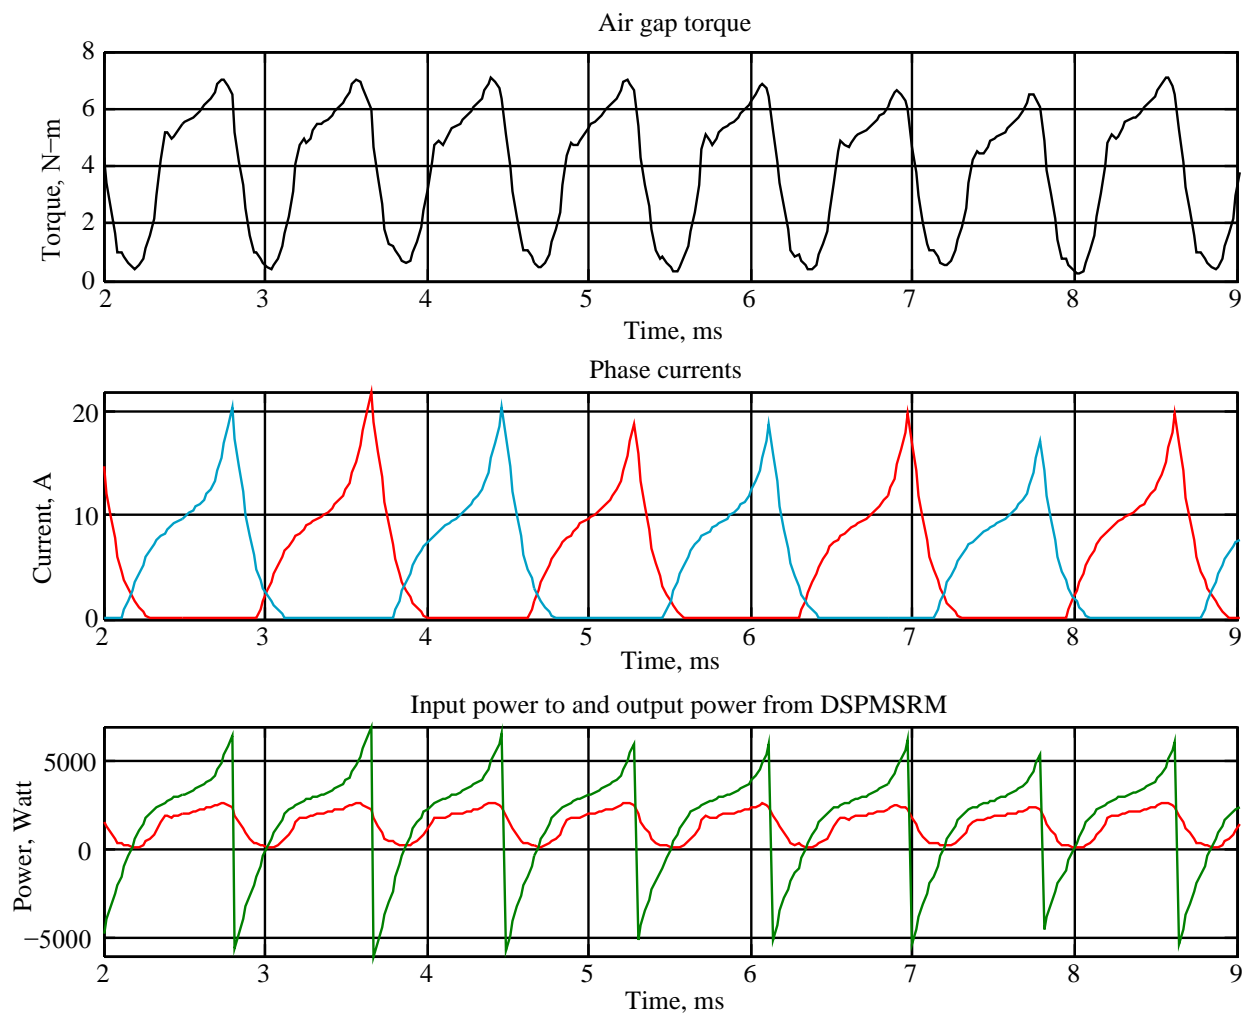 Air gap torque
8
6
4
2
0
Torque, N−m
2 3 4 5 6 7 8 9
Time, ms
Phase currents
20
10
0
Current, A
2 3 4 5 6 7 8 9
Time, ms
Input power to and output power from DSPMSRM
5000
0
−5000
Power, Watt
2 3 4 5 6 7 8 9
Time, ms